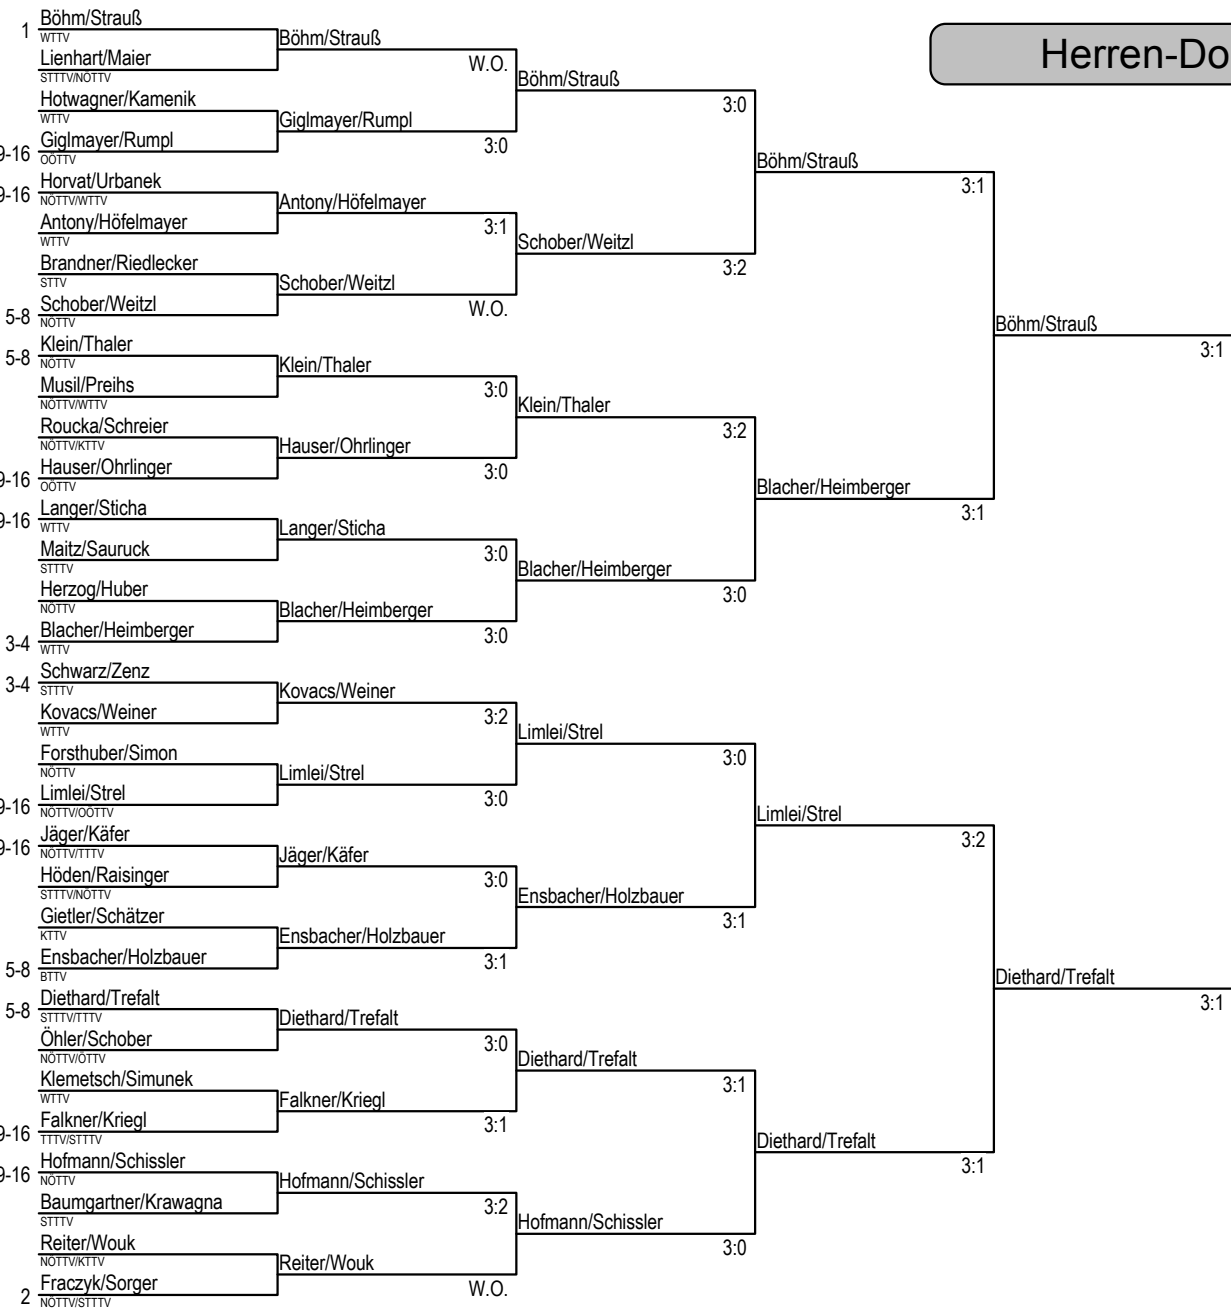 Herren-Do
1 Böhm/Strauß
WTTV
Lienhart/Maier
STTTV/NÖTTV
Hotwagner/Kamenik
WTTV
9-16 Giglmayer/Rumpl
OÖTTV
9-16 Horvat/Urbanek
NÖTTV/WTTV
Antony/Höfelmayer
WTTV
Brandner/Riedlecker
STTV
5-8 Schober/Weitzl
NÖTTV
5-8 Klein/Thaler
NÖTTV
Musil/Preihs
NÖTTV/WTTV
Roucka/Schreier
NÖTTV/KTTV
9-16 Hauser/Ohrlinger
OÖTTV
9-16 Langer/Sticha
WTTV
Maitz/Sauruck
STTTV
Herzog/Huber
NÖTTV
3-4 Blacher/Heimberger
WTTV
3-4 Schwarz/Zenz
STTTV
Kovacs/Weiner
WTTV
Forsthuber/Simon
NÖTTV
9-16 Limlei/Strel
NÖTTV/OÖTTV
9-16 Jäger/Käfer
NÖTTV/TTTV
Höden/Raisinger
STTTV/NÖTTV
Gietler/Schätzer
KTTV
5-8 Ensbacher/Holzbauer
BTTV
5-8 Diethard/Trefalt
STTTV/TTTV
Öhler/Schober
NÖTTV/ÖTTV
Klemetsch/Simunek
WTTV
9-16 Falkner/Kriegl
TTTV/STTTV
9-16 Hofmann/Schissler
NÖTTV
Baumgartner/Krawagna
STTTV
Reiter/Wouk
NÖTTV/KTTV
2 Fraczyk/Sorger
NÖTTV/STTTV
Böhm/Strauß
W.O.
Giglmayer/Rumpl
3:0
Antony/Höfelmayer
3:1
Schober/Weitzl
W.O.
Klein/Thaler
3:0
Hauser/Ohrlinger
3:0
Langer/Sticha
3:0
Blacher/Heimberger
3:0
Kovacs/Weiner
3:2
Limlei/Strel
3:0
Jäger/Käfer
3:0
Ensbacher/Holzbauer
3:1
Diethard/Trefalt
3:0
Falkner/Kriegl
3:1
Hofmann/Schissler
3:2
Reiter/Wouk
W.O.
Böhm/Strauß
3:0
Schober/Weitzl
3:2
Klein/Thaler
3:2
Blacher/Heimberger
3:0
Limlei/Strel
3:0
Ensbacher/Holzbauer
3:1
Diethard/Trefalt
3:1
Hofmann/Schissler
3:0
Böhm/Strauß
3:1
Blacher/Heimberger
3:1
Limlei/Strel
3:2
Diethard/Trefalt
3:1
Böhm/Strauß
3:1
Diethard/Trefalt
3:1